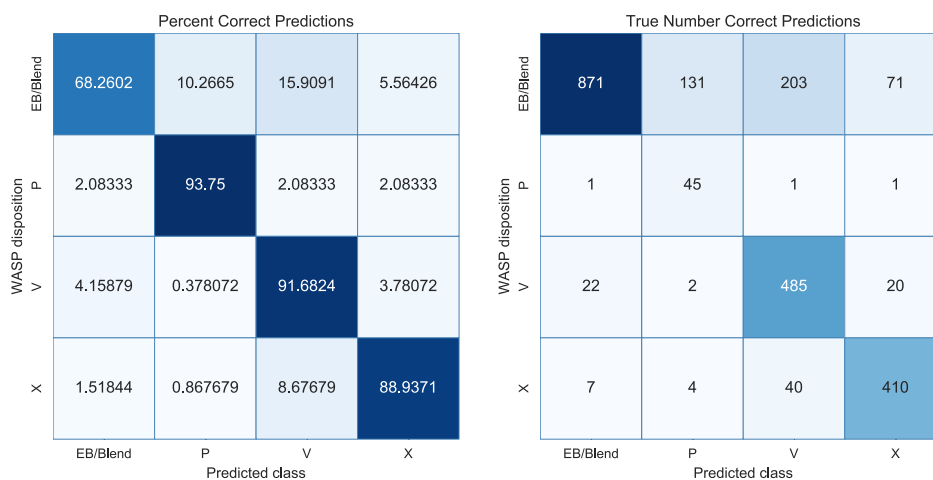 Percent Correct Predictions
EB/Blend 68.2602 10.2665 15.9091 5.56426
P 2.08333 93.75 2.08333 2.08333
V 4.15879 0.378072 91.6824 3.78072
X 1.51844 0.867679 8.67679 88.9371
WASP disposition
EB/Blend P V X
Predicted class
True Number Correct Predictions
EB/Blend 871 131 203 71
P 1 45 1 1
V 22 2 485 20
X 7 4 40 410
WASP disposition
EB/Blend P V X
Predicted class